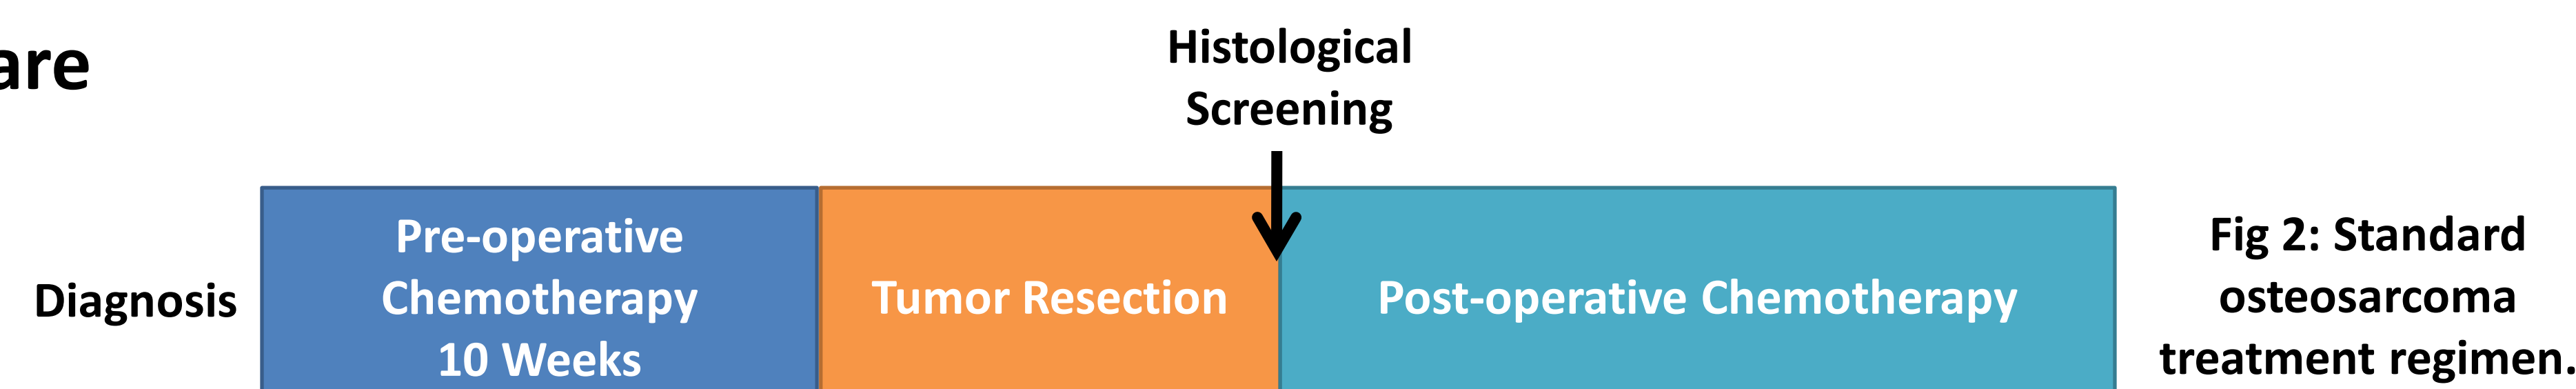 are
Histological
Screening
Diagnosis
Pre-operative
Chemotherapy
10 Weeks
Tumor Resection
Post-operative Chemotherapy
Fig 2: Standard
osteosarcoma
treatment regimen.